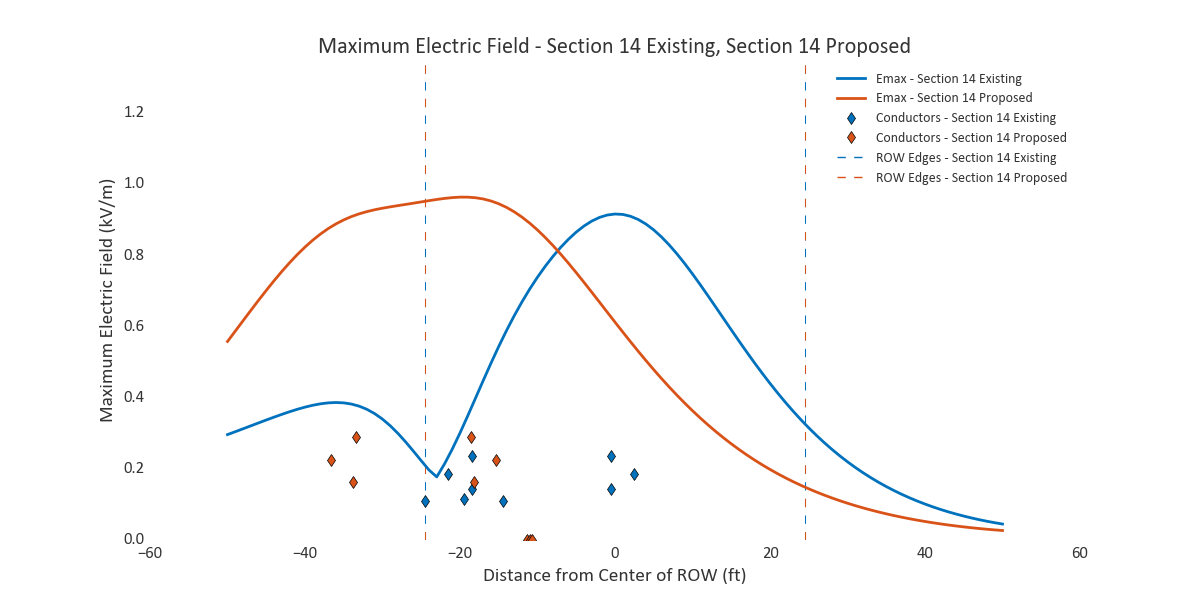 Maximum Electric Field - Section 14 Existing, Section 14 Proposed
Emax - Section 14 Existing
Emax - Section 14 Proposed
Conductors - Section 14 Existing
Conductors - Section 14 Proposed
ROW Edges - Section 14 Existing
ROW Edges - Section 14 Proposed
Maximum Electric Field (kV/m)
1.2
1.0
0.8
0.6
0.4
0.2
0.0
−60
−40
−20
0
20
40
60
Distance from Center of ROW (ft)